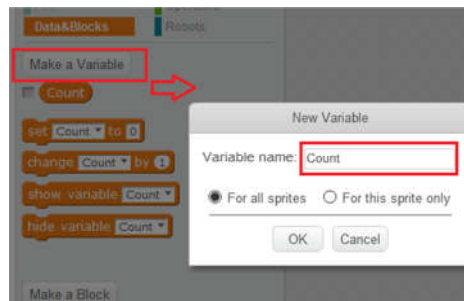 Data&Blocks Robots
Make a Variable
Count
set Count to 0
change Count by 1
show variable Count
hide variable Count
Make a Block
New Variable
Variable name: Count
For all sprites For this sprite only
OK Cancel